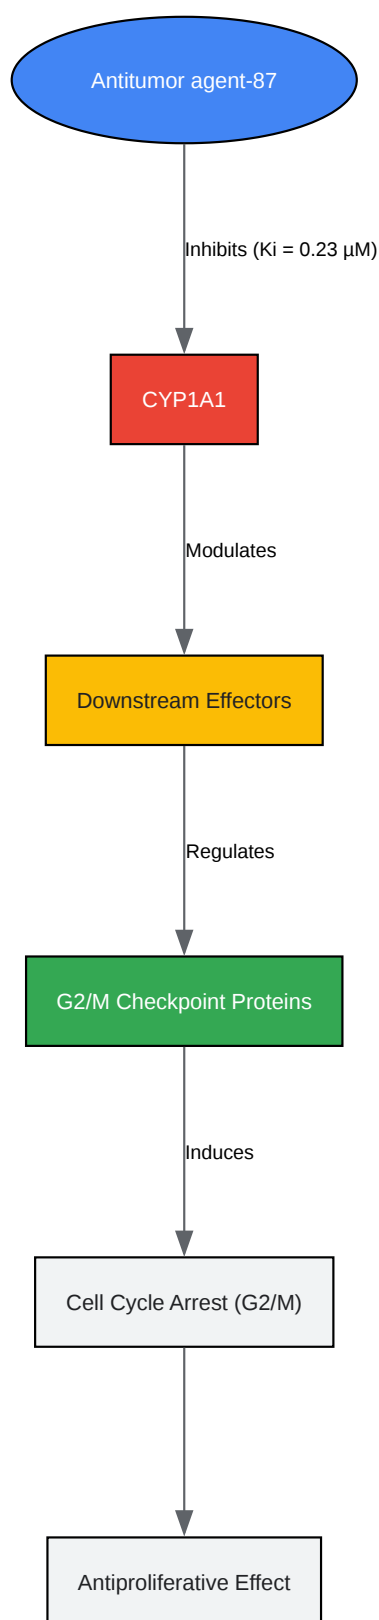 Antitumor agent-87
Inhibits (Ki = 0.23 µM)
CYP1A1
Modulates
Downstream Effectors
Regulates
G2/M Checkpoint Proteins
Induces
Cell Cycle Arrest (G2/M)
Antiproliferative Effect